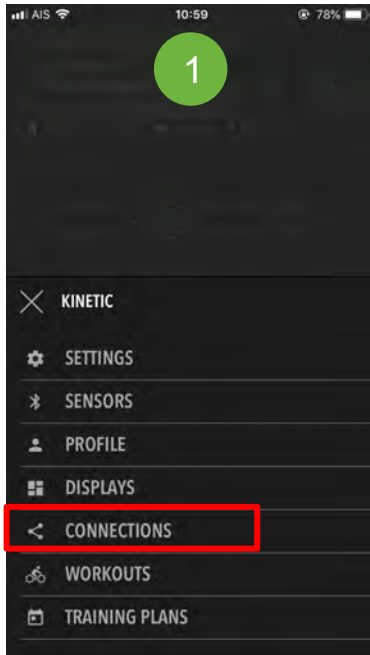 AIS 10:59 78%
1
KINETIC
SETTINGS
SENSORS
PROFILE
DISPLAYS
CONNECTIONS
WORKOUTS
TRAINING PLANS